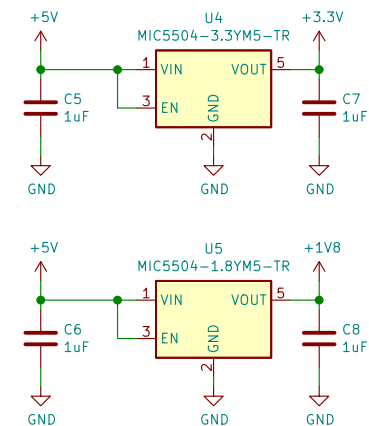 +5V
U4
MIC5504-3.3YM5-TR
+3.3V
1 VIN VOUT 5
3 EN
GND
2
C5
1uF
C7
1uF
GND
GND
GND
+5V
U5
MIC5504-1.8YM5-TR
+1V8
1 VIN VOUT 5
3 EN
GND
2
C6
1uF
C8
1uF
GND
GND
GND